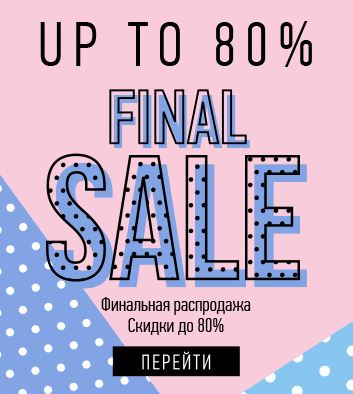 UP TO 80%
FINAL
SALE
Финальная распродажа
Скидки до 80%
ПЕРЕЙТИ